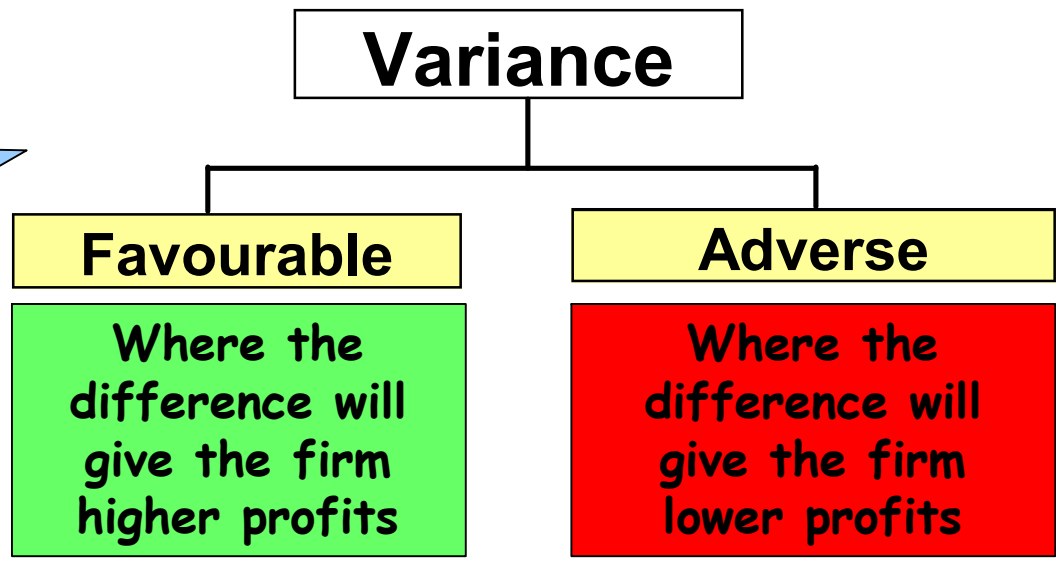 Variance
Favourable
Where the
difference will
give the firm
higher profits
Adverse
Where the
difference will
give the firm
lower profits